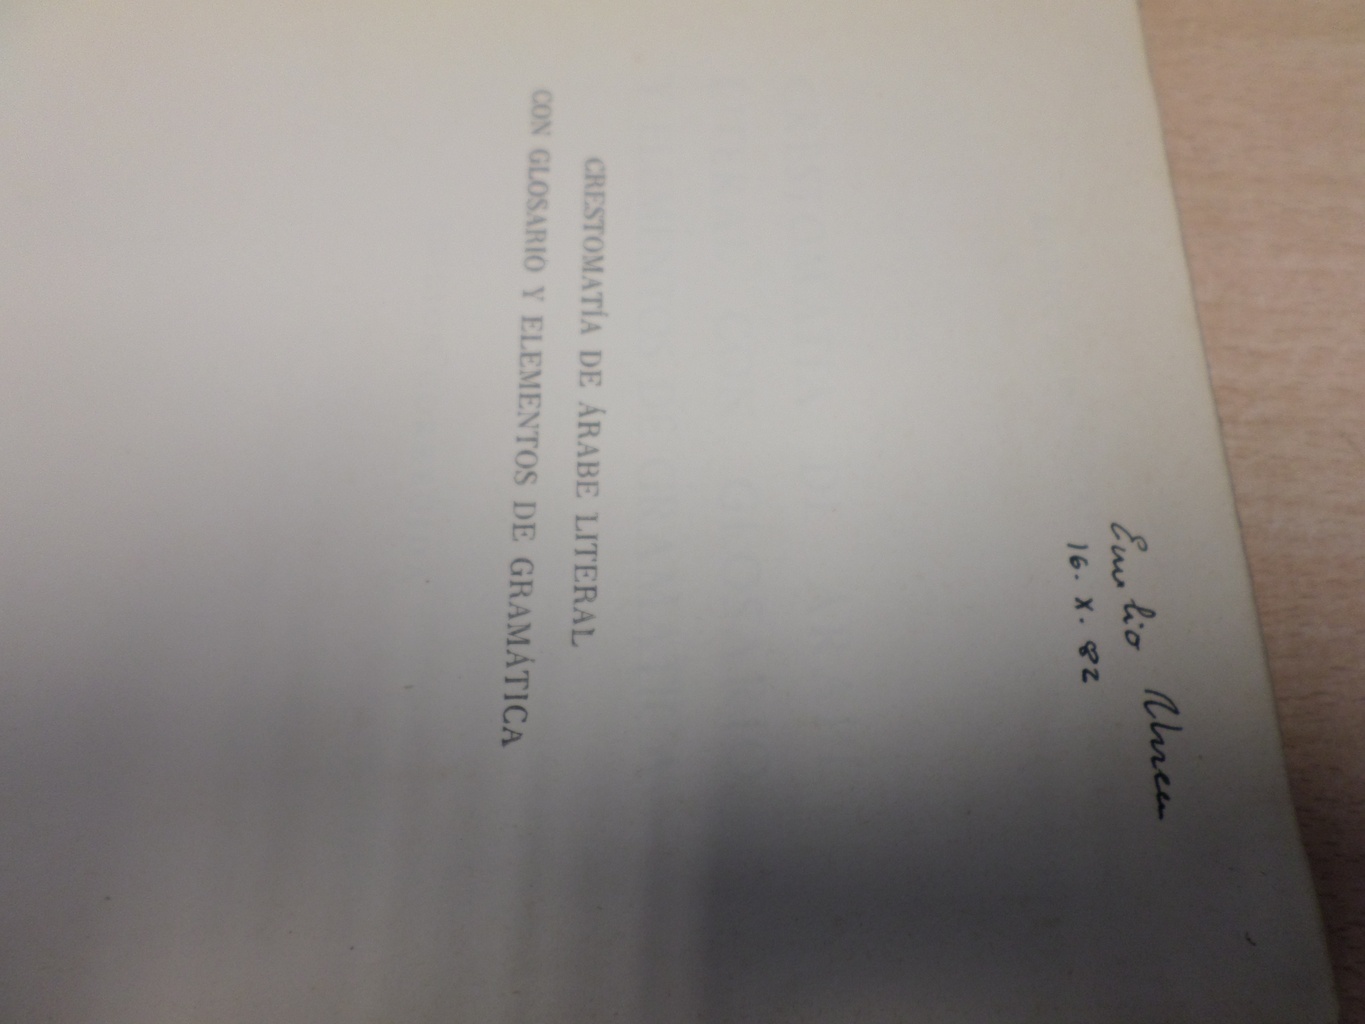 Emilio
16. X. 82
CRESTOMATÍA DE ÁRABE LITERAL
CON GLOSARIO Y ELEMENTOS DE GRAMÁTICA